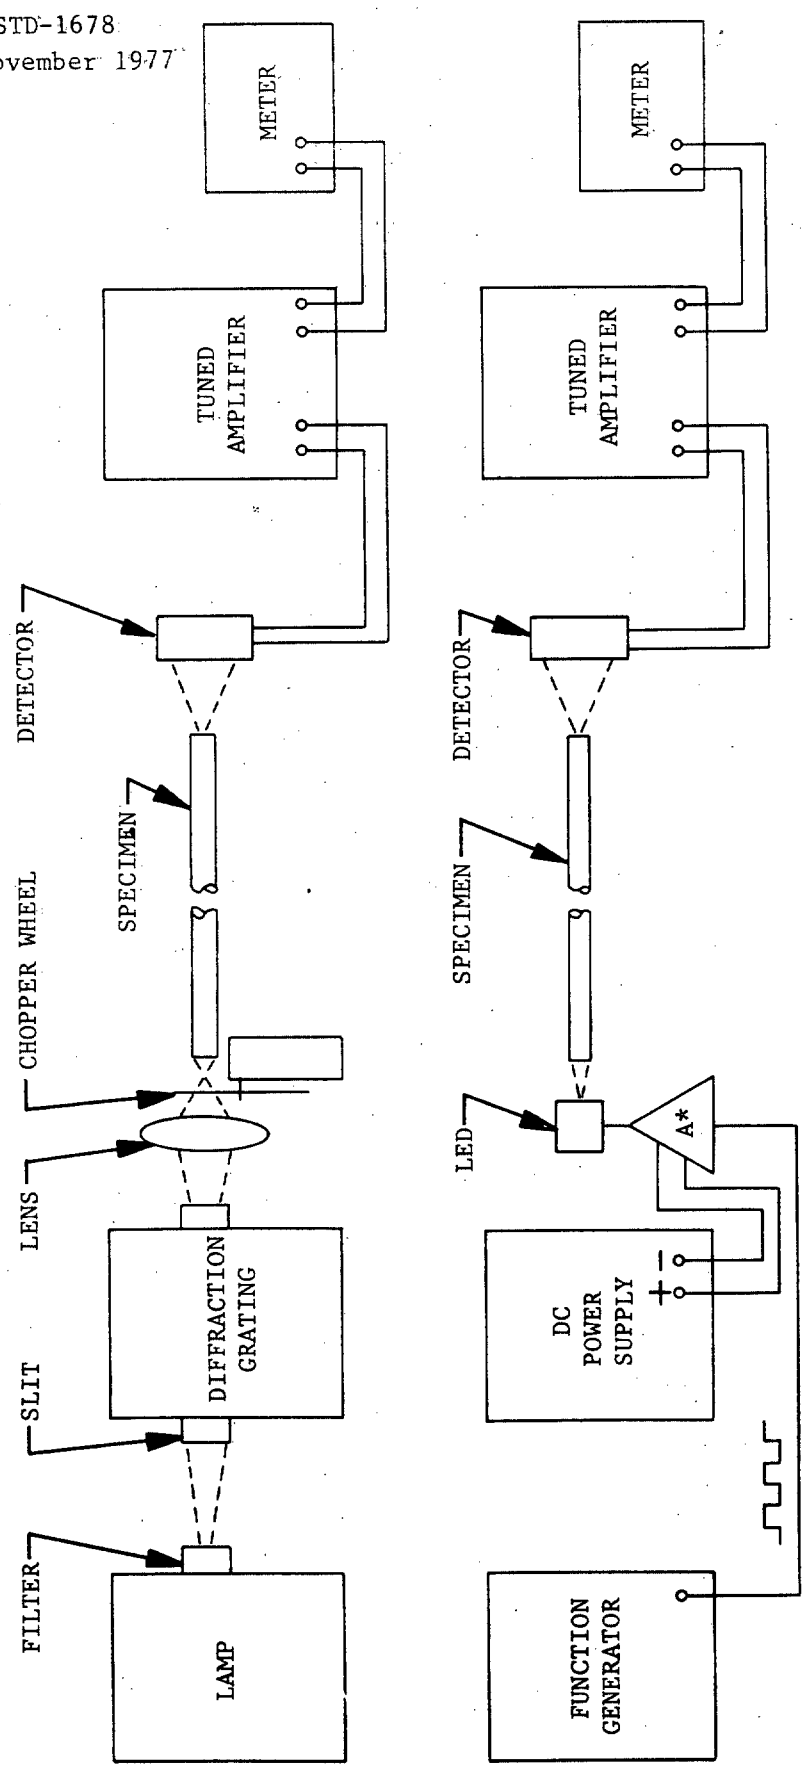 STD-1678
ovember 1977
LAMP
FILTER
SLIT
DIFFRACTION
GRATING
LENS
CHOPPER WHEEL
SPECIMEN
DETECTOR
TUNED
AMPLIFIER
METER
FUNCTION
GENERATOR
DC
POWER
SUPPLY
+
-
A*
LED
SPECIMEN
DETECTOR
TUNED
AMPLIFIER
METER